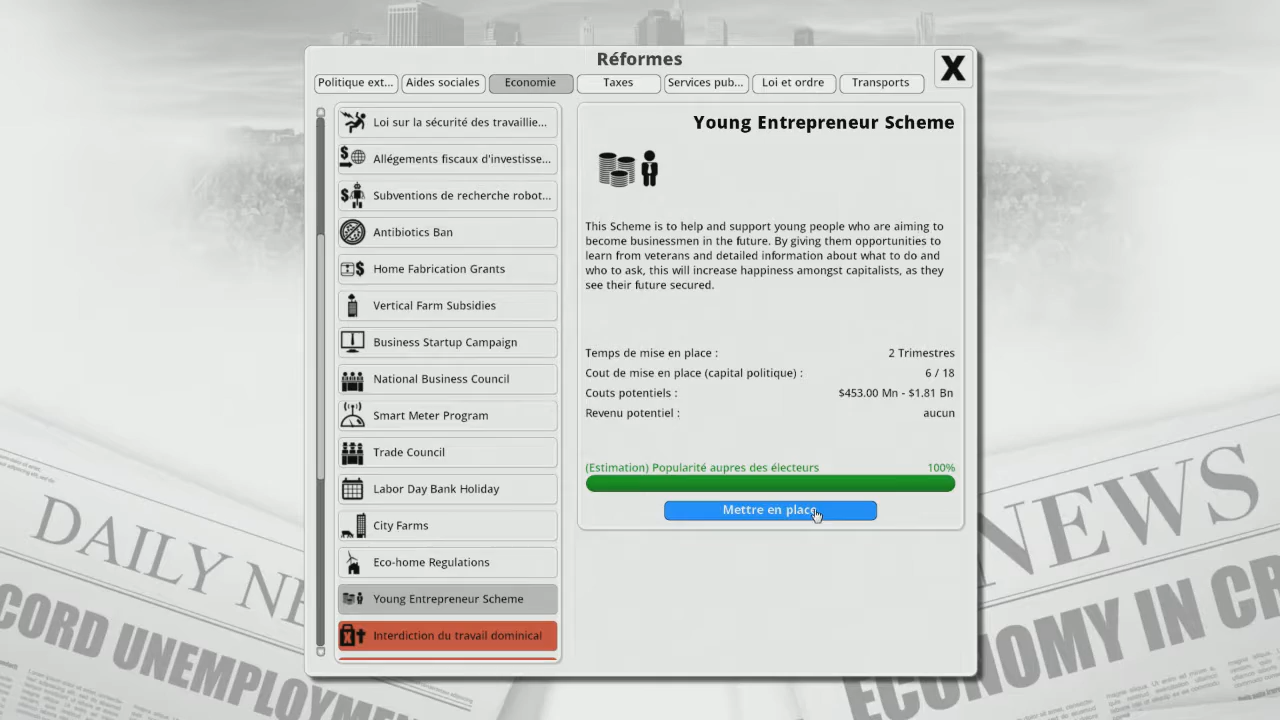 Réformes
X
Politique ext...
Aides sociales
Economie
Taxes
Services pub...
Loi et ordre
Transports
Loi sur la sécurité des travaillie...
Allégements fiscaux d'investisse...
Subventions de recherche robot...
Antibiotics Ban
Home Fabrication Grants
Vertical Farm Subsidies
Business Startup Campaign
National Business Council
Smart Meter Program
Trade Council
Labor Day Bank Holiday
City Farms
Eco-home Regulations
Young Entrepreneur Scheme
Interdiction du travail dominical
Young Entrepreneur Scheme
This Scheme is to help and support young people who are aiming to
become businessmen in the future. By giving them opportunities to
learn from veterans and detailed information about what to do and
who to ask, this will increase happiness amongst capitalists, as they
see their future secured.
Temps de mise en place : 2 Trimestres
Cout de mise en place (capital politique) : 6 / 18
Couts potentiels : $453.00 Mn - $1.81 Bn
Revenu potentiel : aucun
(Estimation) Popularité aupres des électeurs 100%
Mettre en place
DAILY NE
CORD UNEMPLOYM
NEWS
ECONOMY IN CR